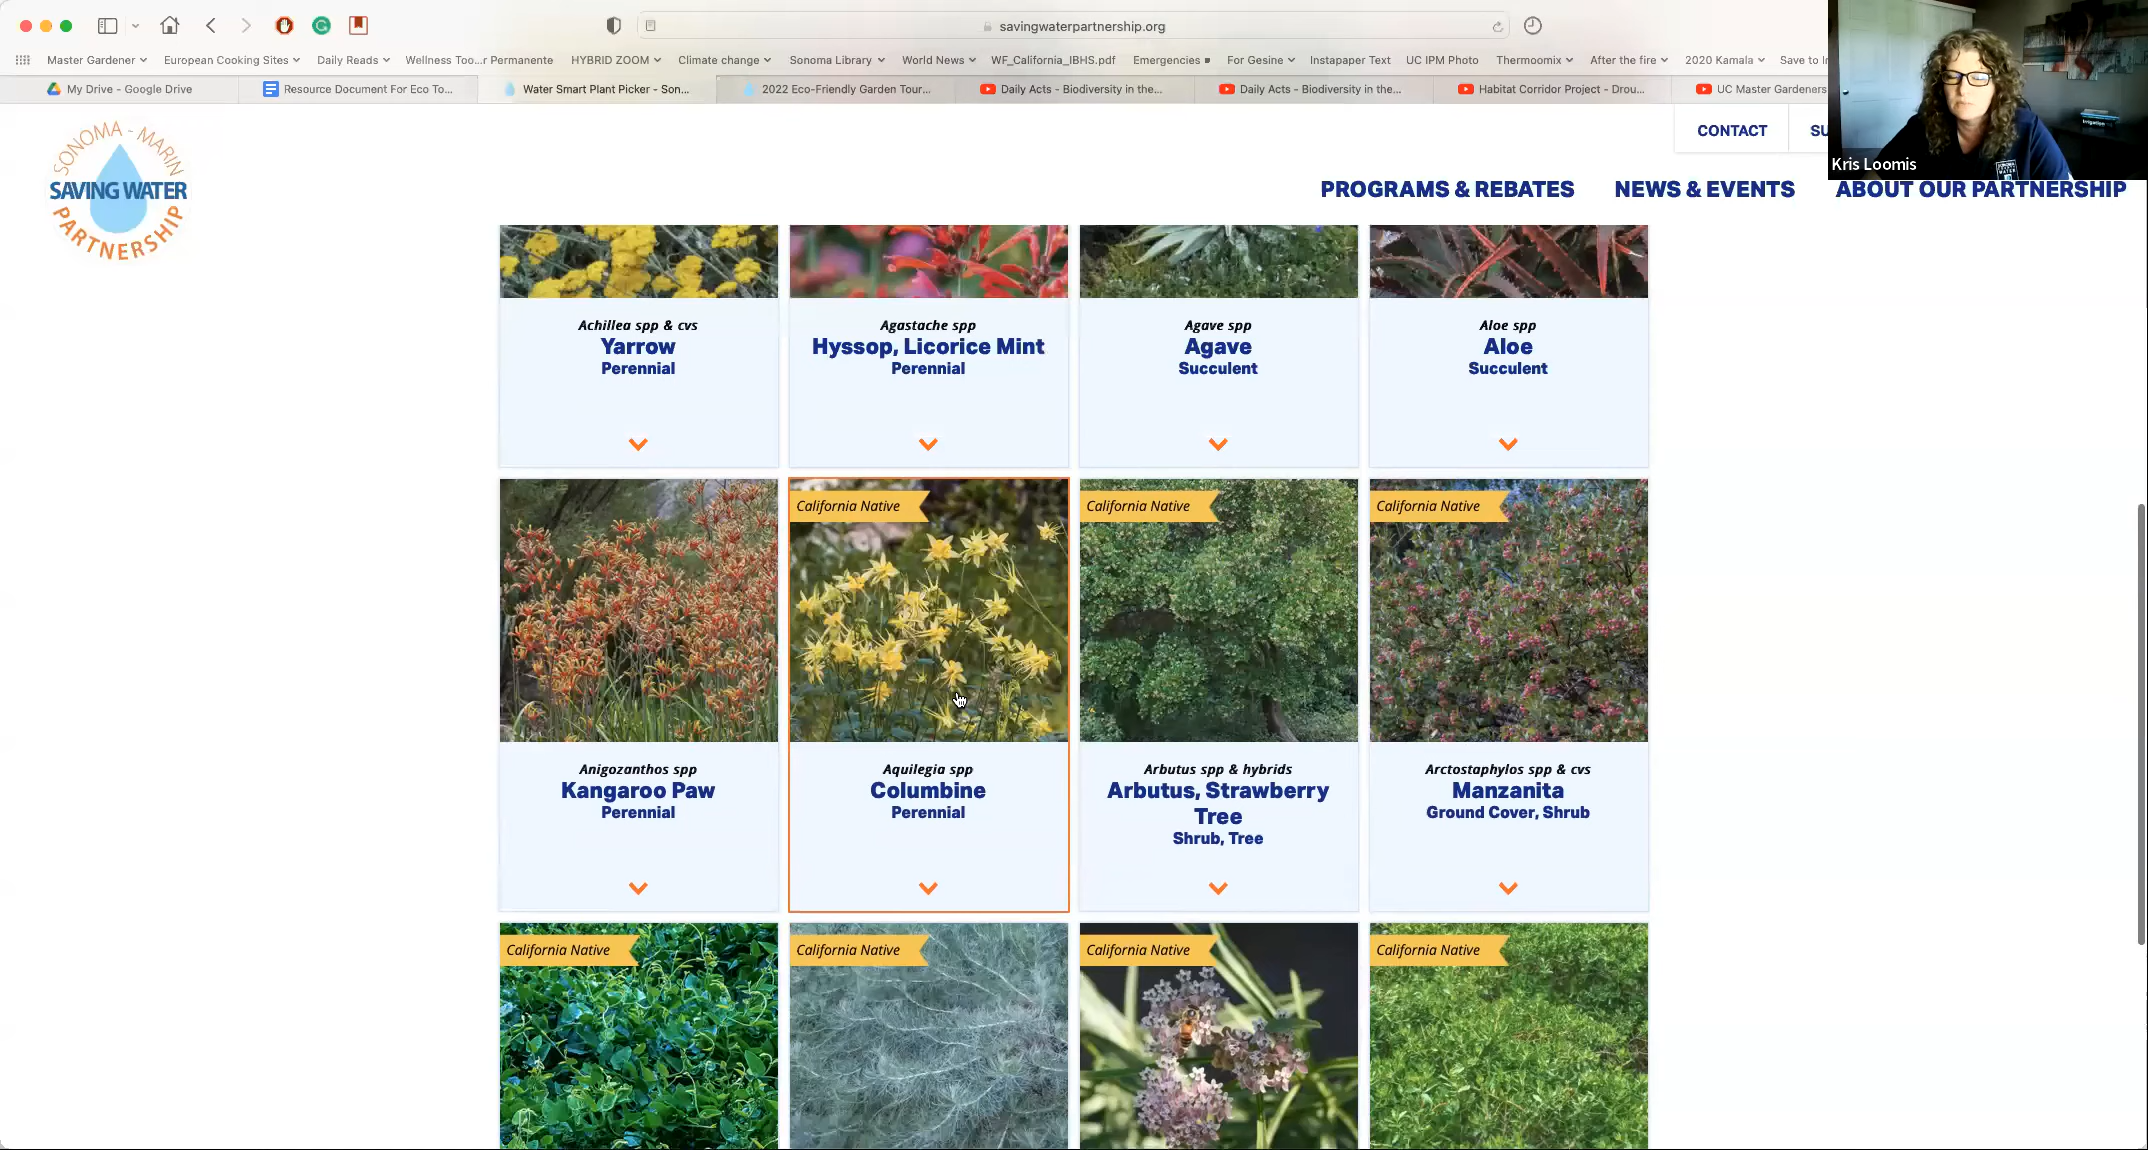 savingwaterpartnership.org
Master Gardener European Cooking Sites Daily Reads Wellness Too...r Permanente HYBRID ZOOM Climate change Sonoma Library World News WF_California_IBHS.pdf Emergencies For Gesine Instapaper Text UC IPM Photo Thermoomix After the fire 2020 Kamala Save to In
My Drive - Google Drive Resource Document For Eco To... Water Smart Plant Picker - Son... 2022 Eco-Friendly Garden Tour... Daily Acts - Biodiversity in the... Daily Acts - Biodiversity in the... Habitat Corridor Project - Drou... UC Master Gardeners
SONOMA - MARIN
SAVING WATER
PARTNERSHIP
CONTACT SU
Kris Loomis
PROGRAMS & REBATES NEWS & EVENTS ABOUT OUR PARTNERSHIP
Achillea spp & cvs
Yarrow
Perennial
Agastache spp
Hyssop, Licorice Mint
Perennial
Agave spp
Agave
Succulent
Aloe spp
Aloe
Succulent
Anigozanthos spp
Kangaroo Paw
Perennial
California Native
Aquilegia spp
Columbine
Perennial
California Native
Arbutus spp & hybrids
Arbutus, Strawberry
Tree
Shrub, Tree
California Native
Arctostaphylos spp & cvs
Manzanita
Ground Cover, Shrub
California Native
California Native
California Native
California Native